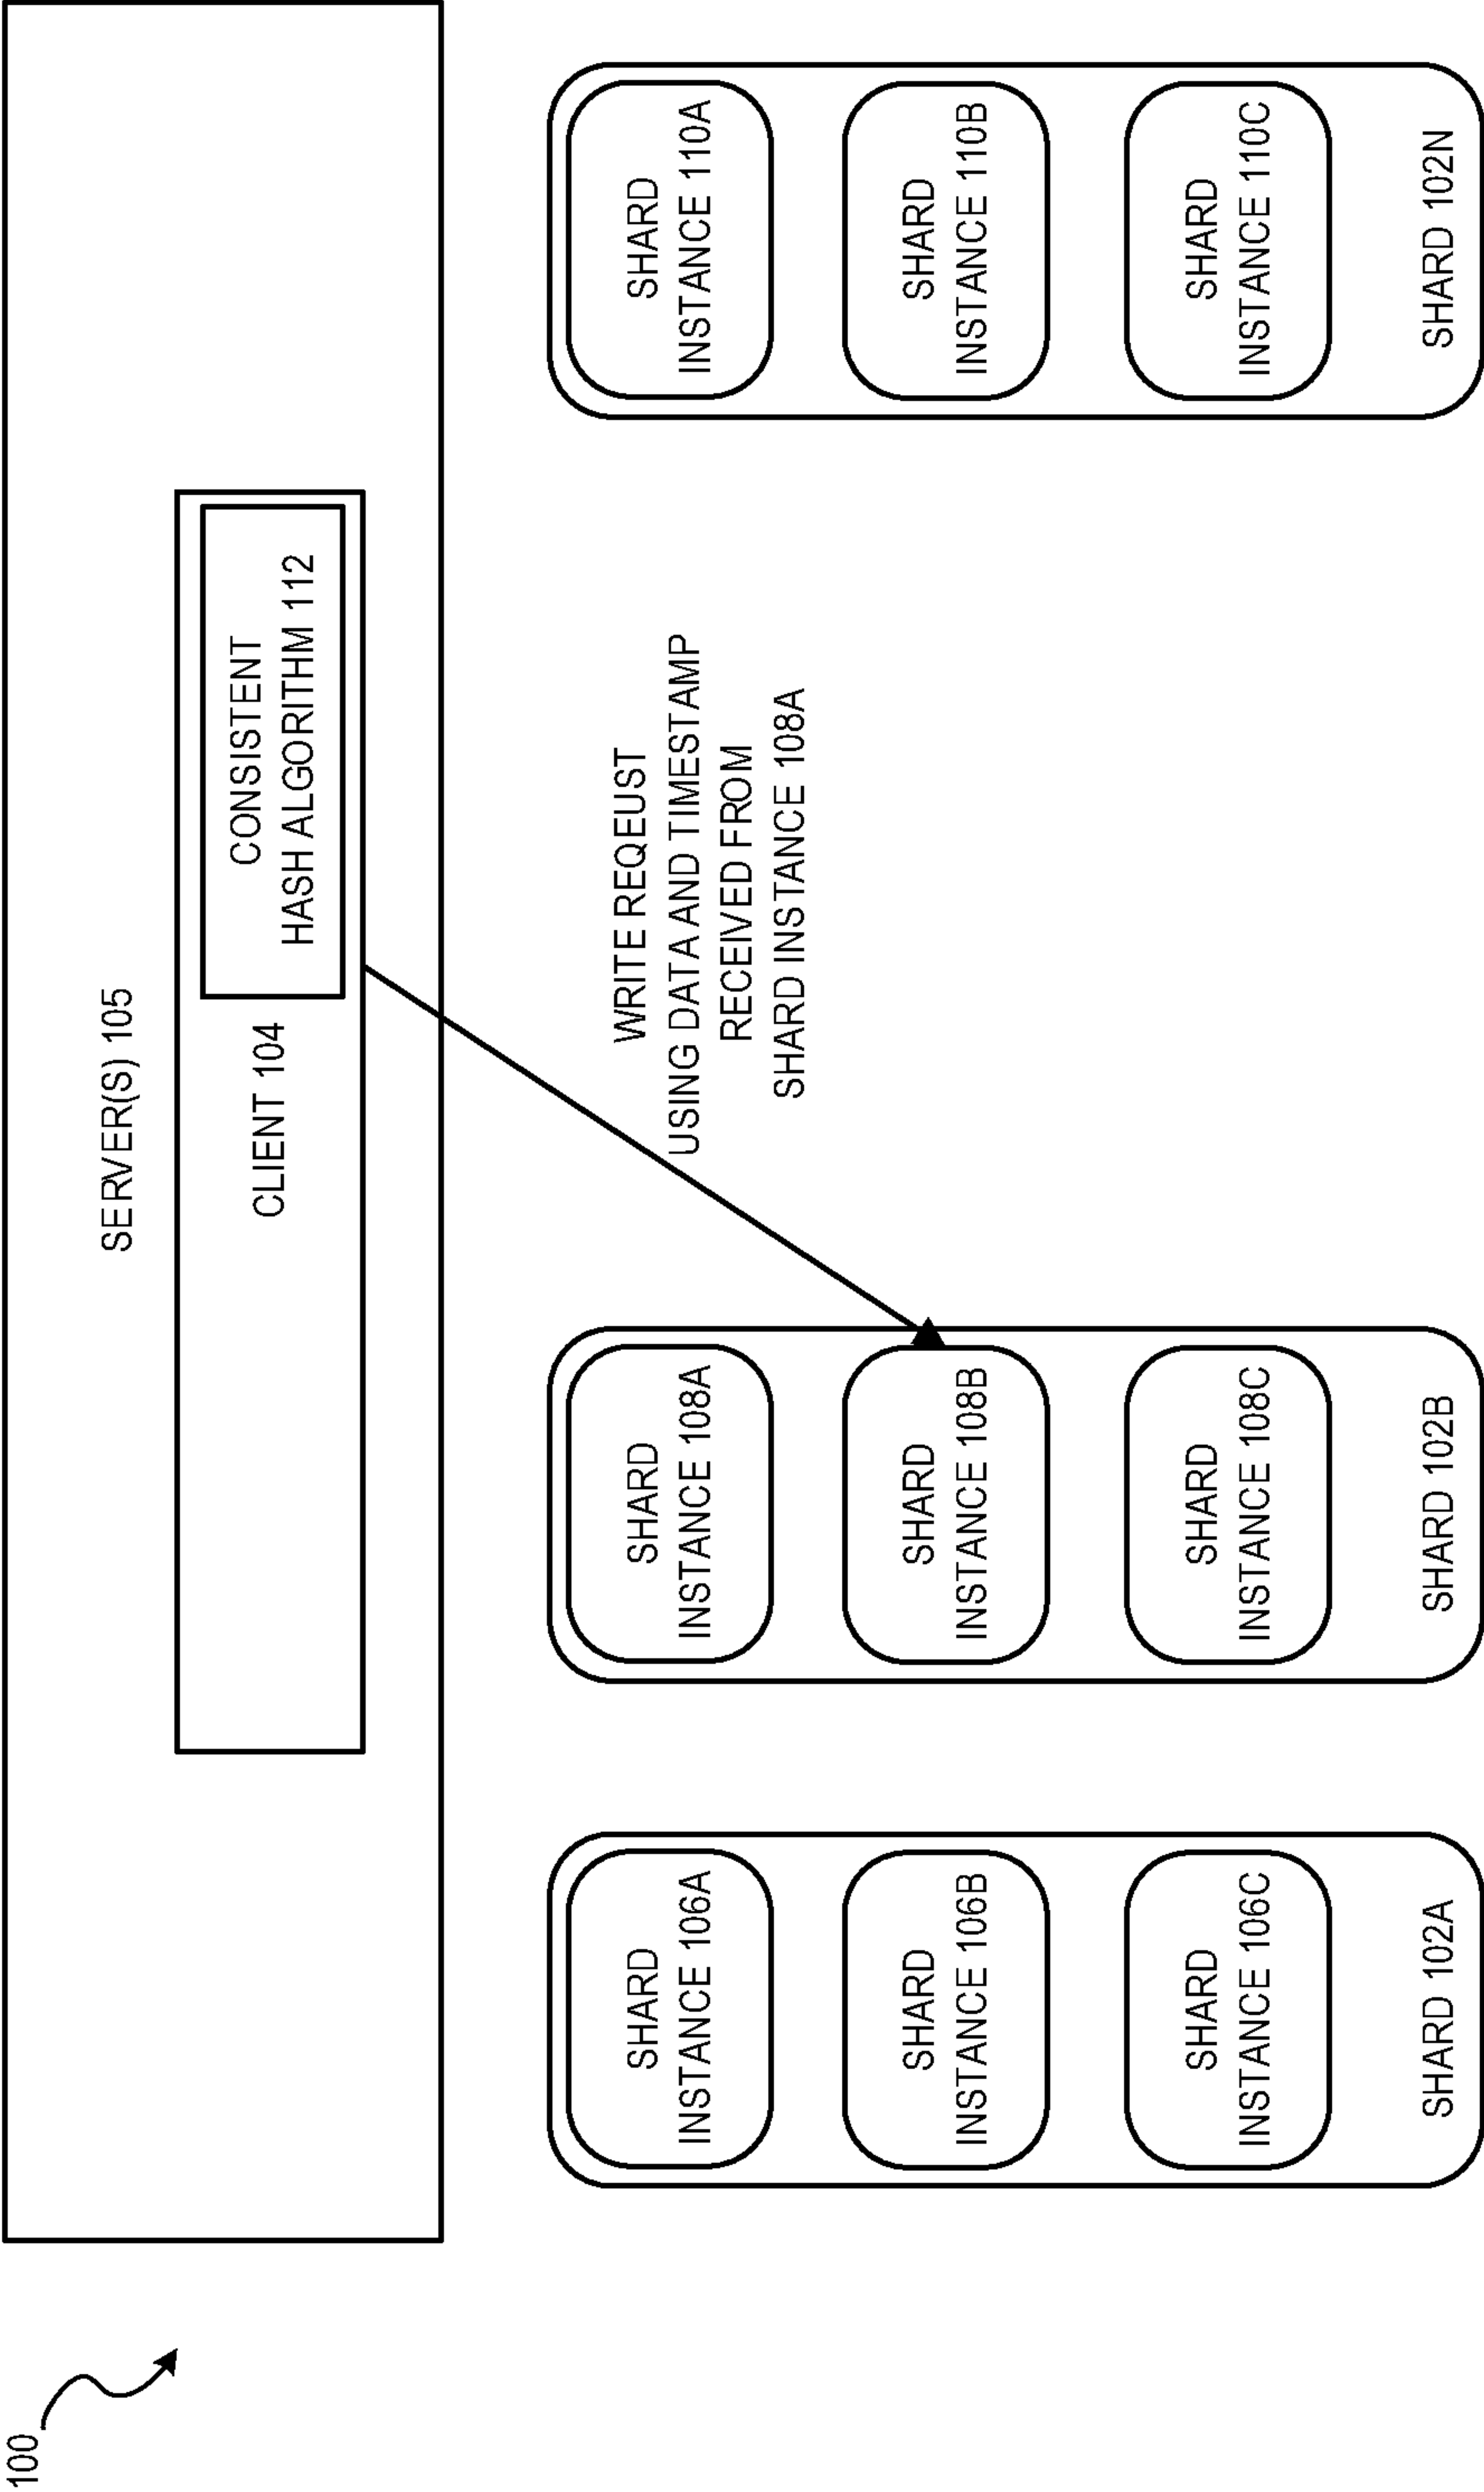 100
SERVER(S) 105
CLIENT 104
CONSISTENT
HASH ALGORITHM 112
WRITE REQEUST
USING DATA AND TIMESTAMP
RECEIVED FROM
SHARD INSTANCE 108A
SHARD
INSTANCE 106A
SHARD
INSTANCE 106B
SHARD
INSTANCE 106C
SHARD 102A
SHARD
INSTANCE 108A
SHARD
INSTANCE 108B
SHARD
INSTANCE 108C
SHARD 102B
SHARD
INSTANCE 110A
SHARD
INSTANCE 110B
SHARD
INSTANCE 110C
SHARD 102N